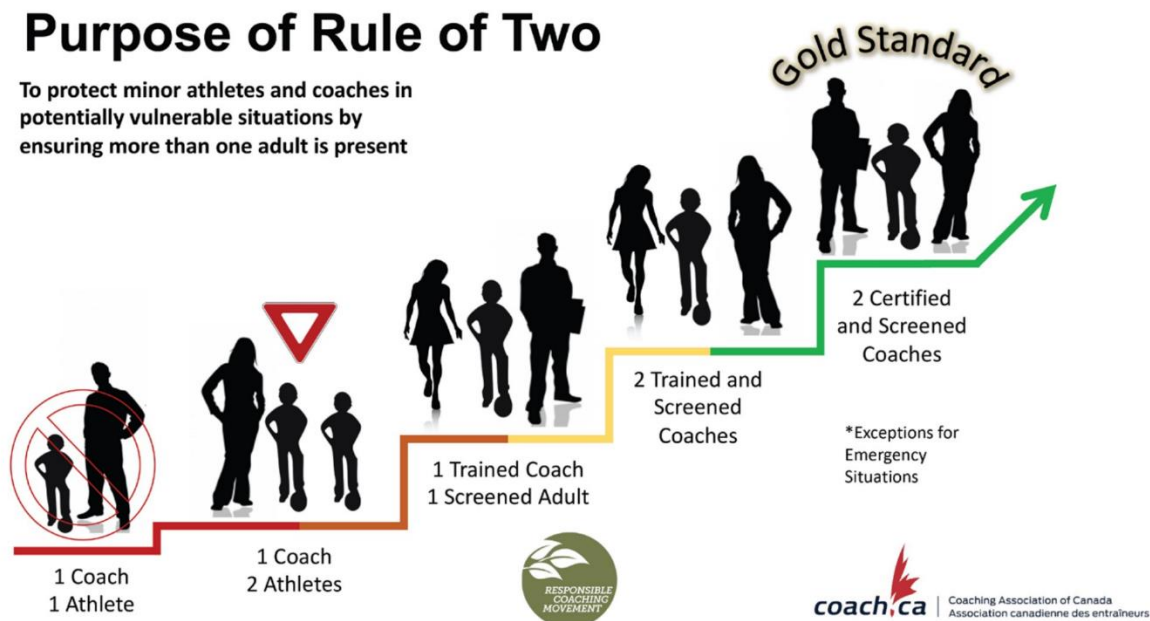 Purpose of Rule of Two
To protect minor athletes and coaches in
potentially vulnerable situations by
ensuring more than one adult is present
Gold Standard
1 Coach
1 Athlete
1 Coach
2 Athletes
1 Trained Coach
1 Screened Adult
2 Trained and
Screened
Coaches
2 Certified
and Screened
Coaches
*Exceptions for
Emergency
Situations
RESPONSIBLE
COACHING
MOVEMENT
coach.ca
Coaching Association of Canada
Association canadienne des entraîneurs